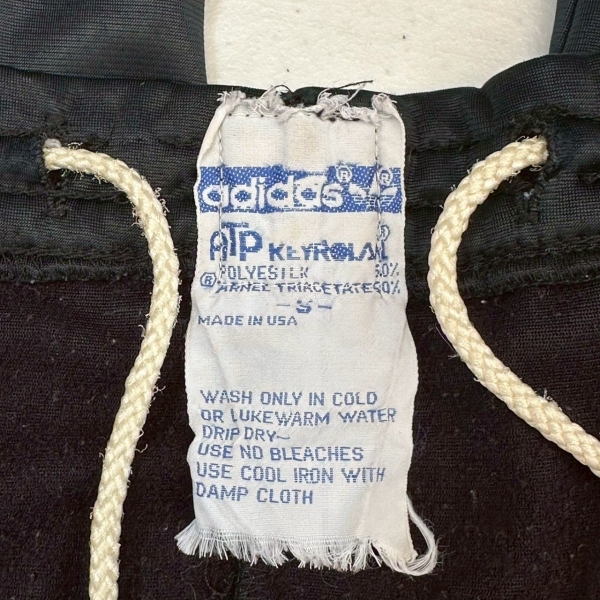 adidas®
ATP KEYROLAN®
POLYESTER 50%
® ARNEL TRIACETATE 50%
- S -
MADE IN USA
WASH ONLY IN COLD
OR LUKEWARM WATER
DRIP DRY-
USE NO BLEACHES
USE COOL IRON WITH
DAMP CLOTH